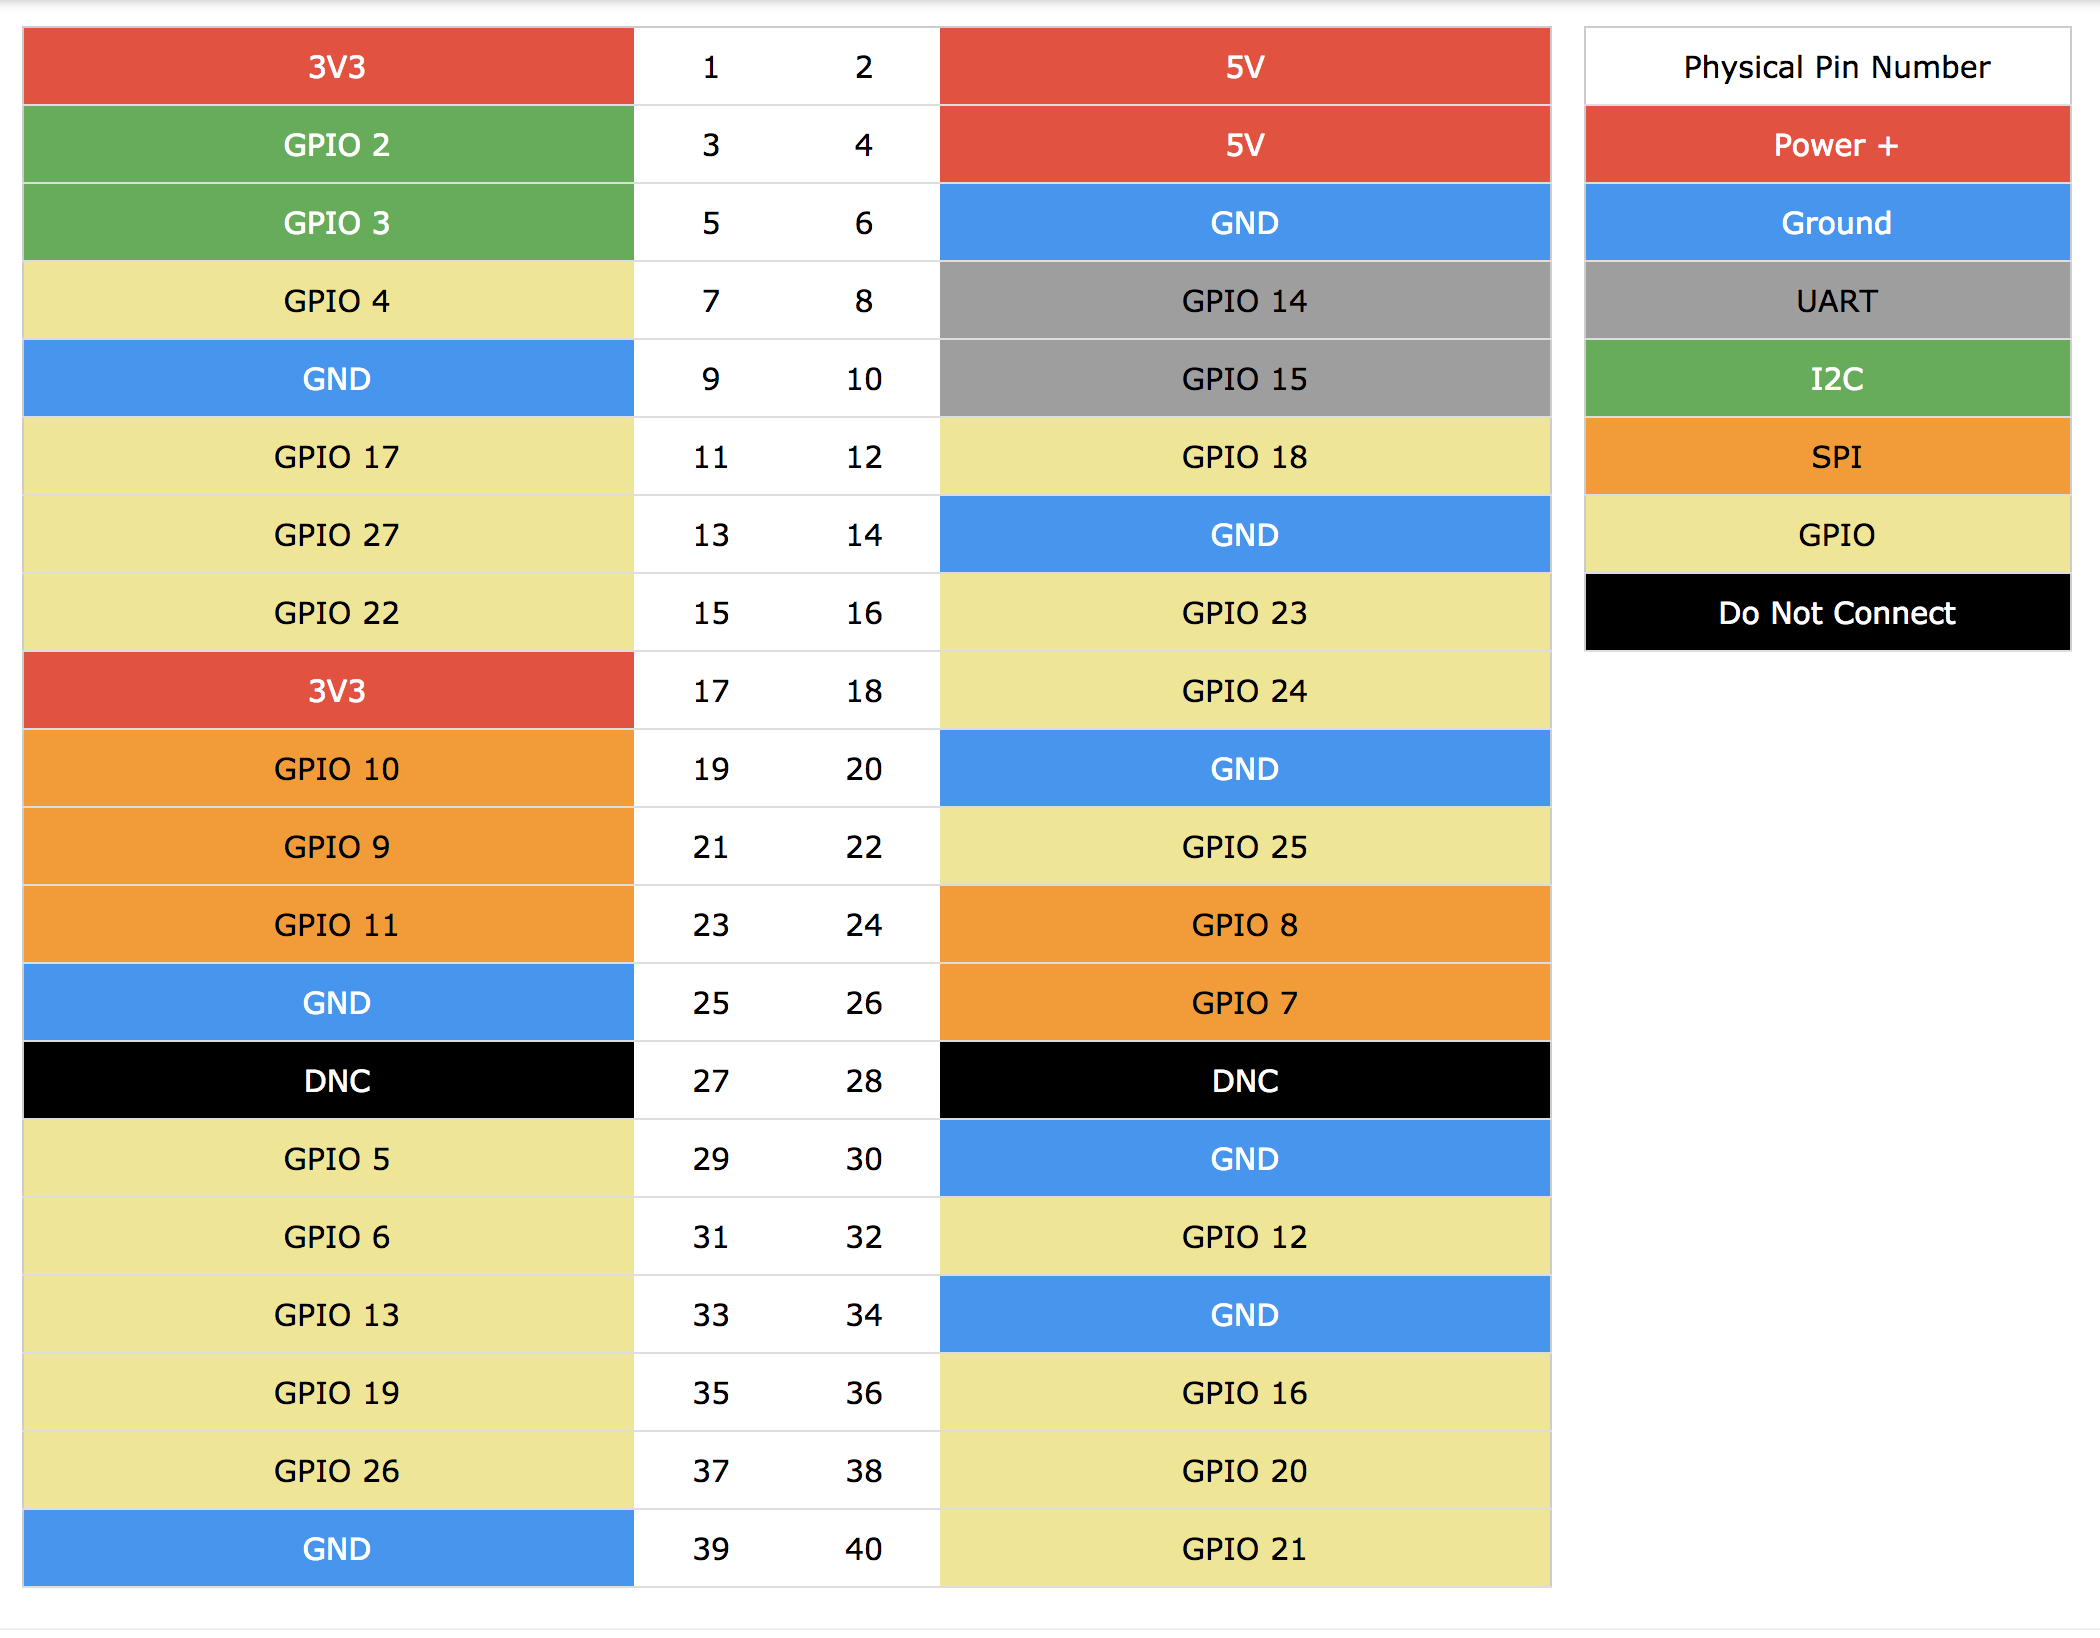 3V3 1 2 5V
GPIO 2 3 4 5V
GPIO 3 5 6 GND
GPIO 4 7 8 GPIO 14
GND 9 10 GPIO 15
GPIO 17 11 12 GPIO 18
GPIO 27 13 14 GND
GPIO 22 15 16 GPIO 23
3V3 17 18 GPIO 24
GPIO 10 19 20 GND
GPIO 9 21 22 GPIO 25
GPIO 11 23 24 GPIO 8
GND 25 26 GPIO 7
DNC 27 28 DNC
GPIO 5 29 30 GND
GPIO 6 31 32 GPIO 12
GPIO 13 33 34 GND
GPIO 19 35 36 GPIO 16
GPIO 26 37 38 GPIO 20
GND 39 40 GPIO 21
Physical Pin Number
Power +
Ground
UART
I2C
SPI
GPIO
Do Not Connect